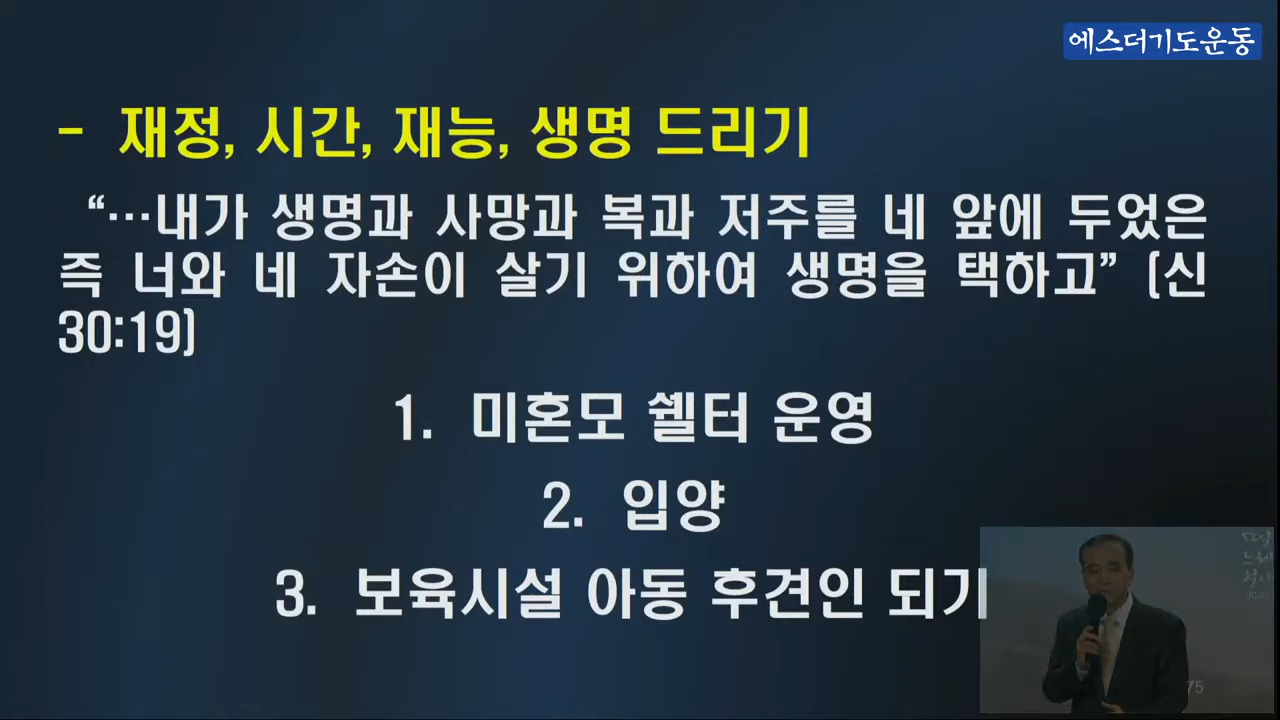 에스더기도운동
- 재정, 시간, 재능, 생명 드리기
“…내가 생명과 사망과 복과 저주를 네 앞에 두었은
즉 너와 네 자손이 살기 위하여 생명을 택하고” (신
30:19)
1. 미혼모 쉘터 운영
2. 입양
3. 보육시설 아동 후견인 되기
2020
75